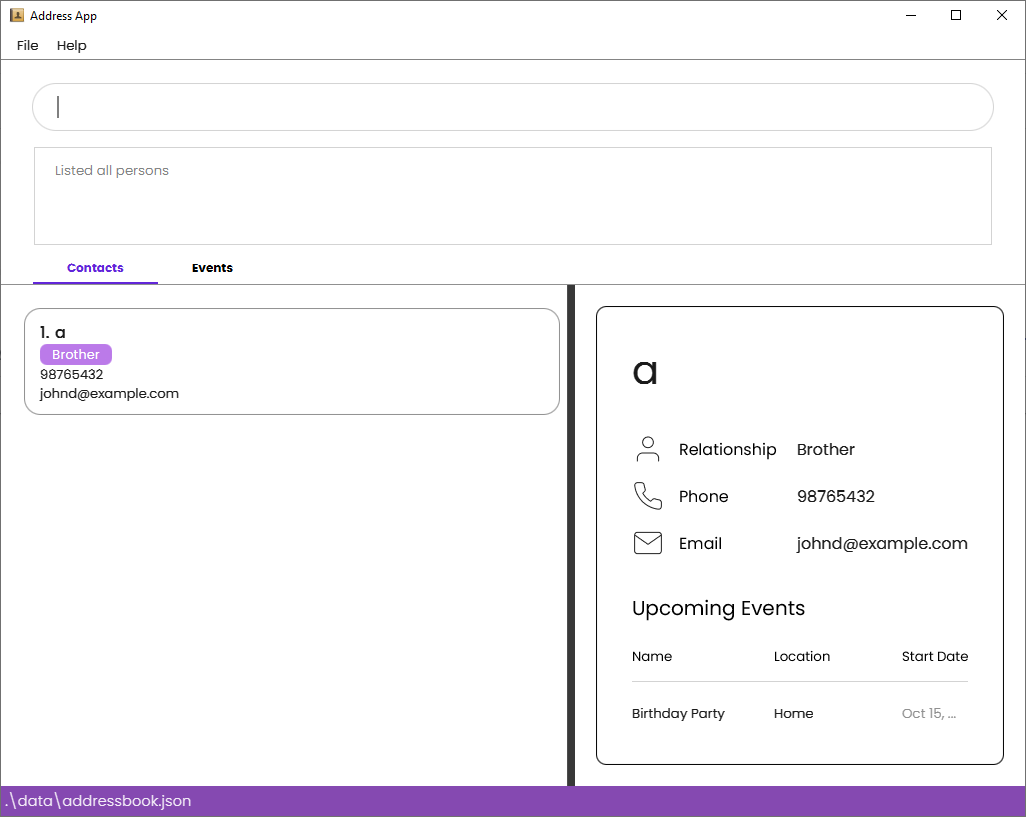 Address App
File Help
Listed all persons
Contacts Events
1. a
Brother
98765432
johnd@example.com
a
Relationship Brother
Phone 98765432
Email johnd@example.com
Upcoming Events
Name Location Start Date
Birthday Party Home Oct 15, ...
.\data\addressbook.json